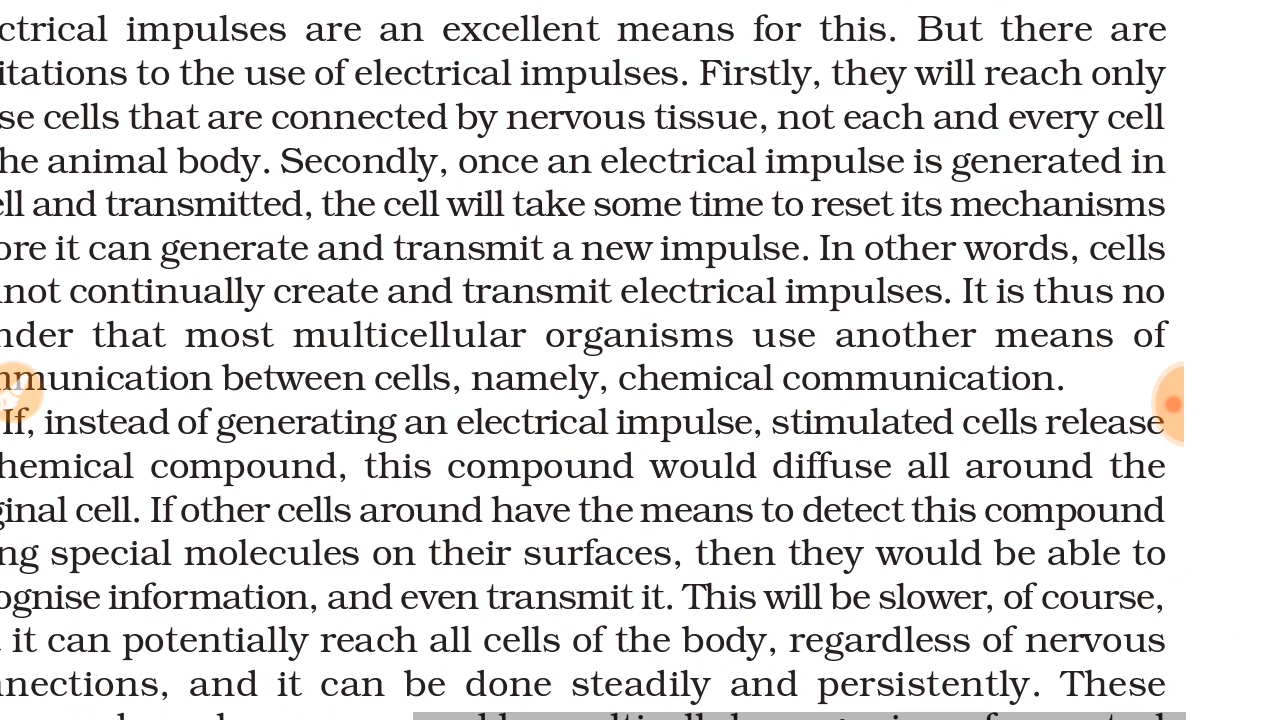 ctrical impulses are an excellent means for this. But there are
itations to the use of electrical impulses. Firstly, they will reach only
se cells that are connected by nervous tissue, not each and every cell
he animal body. Secondly, once an electrical impulse is generated in
ell and transmitted, the cell will take some time to reset its mechanisms
ore it can generate and transmit a new impulse. In other words, cells
nnot continually create and transmit electrical impulses. It is thus no
nder that most multicellular organisms use another means of
mmunication between cells, namely, chemical communication.
If, instead of generating an electrical impulse, stimulated cells release
hemical compound, this compound would diffuse all around the
ginal cell. If other cells around have the means to detect this compound
ng special molecules on their surfaces, then they would be able to
ognise information, and even transmit it. This will be slower, of course,
it can potentially reach all cells of the body, regardless of nervous
nnections, and it can be done steadily and persistently. These